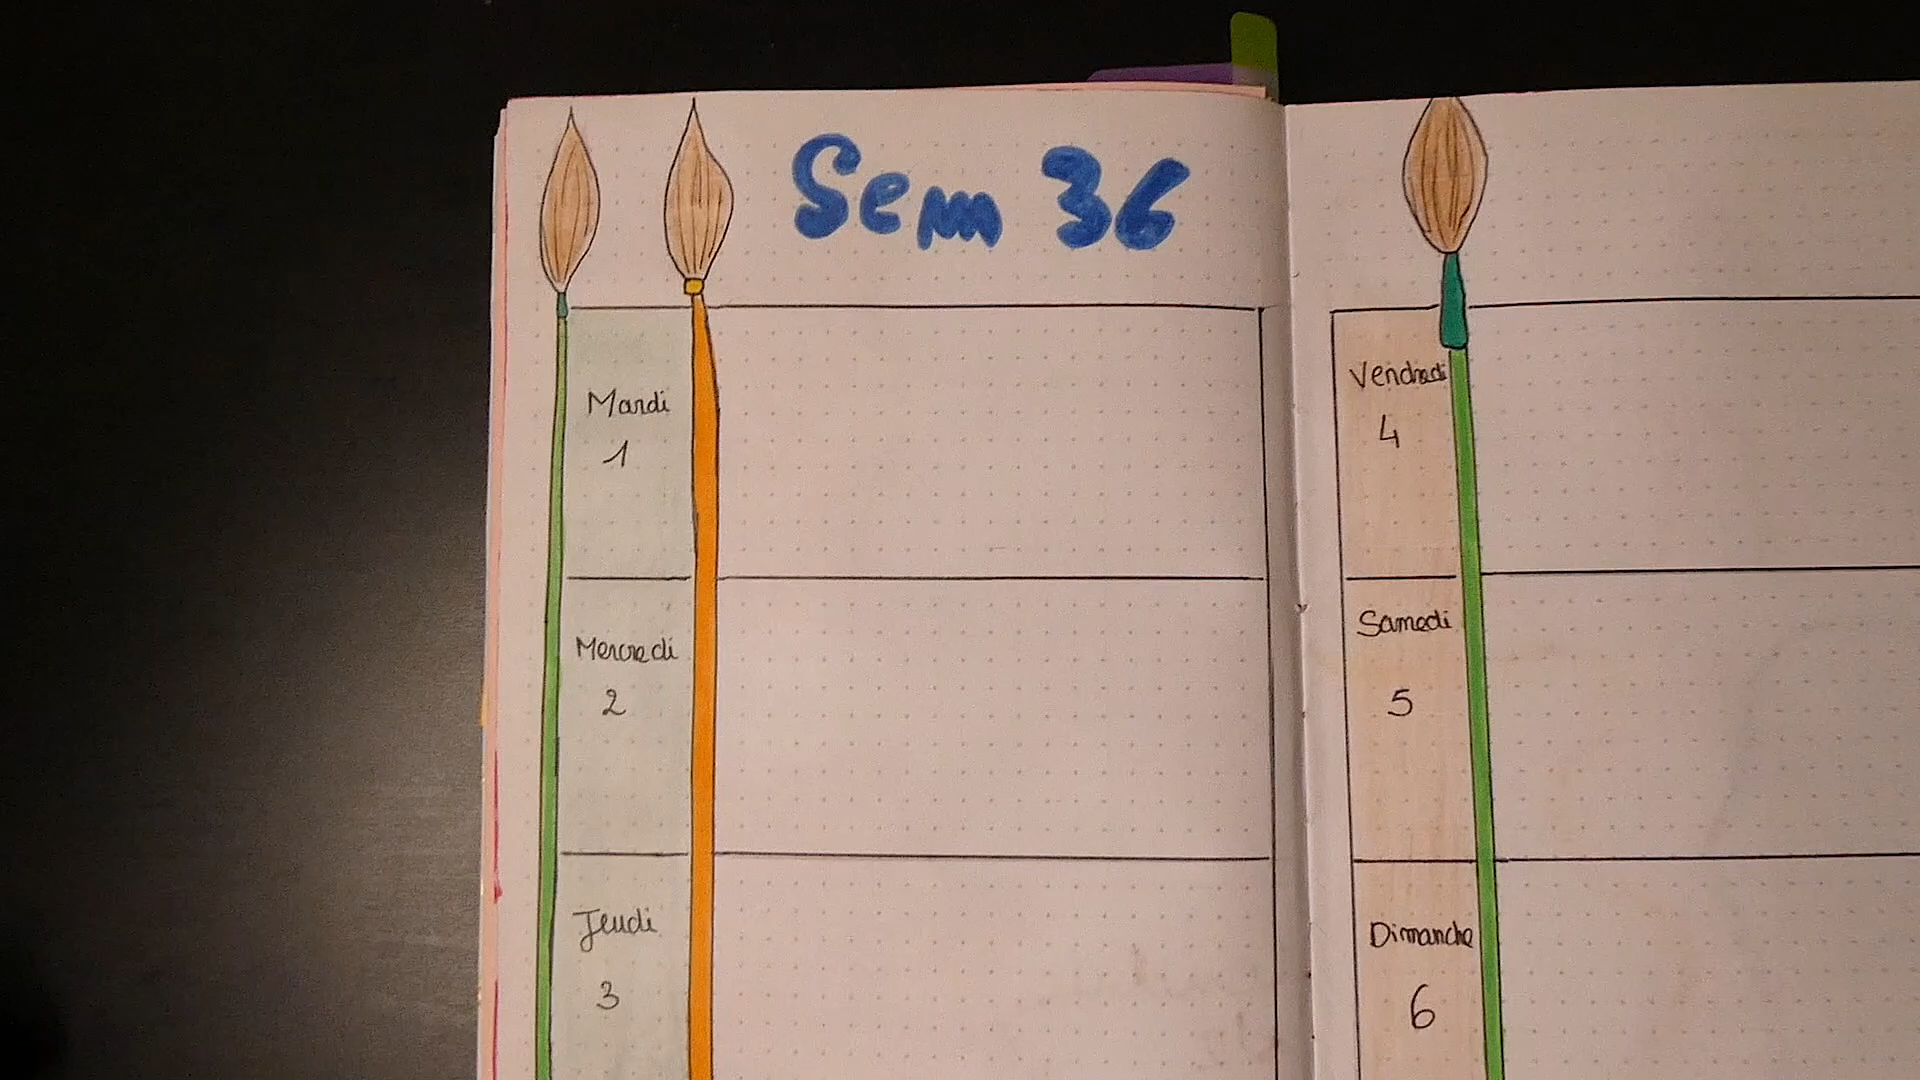 Sem 36
Mardi
1
Mercredi
2
Jeudi
3
Vendredi
4
Samedi
5
Dimanche
6